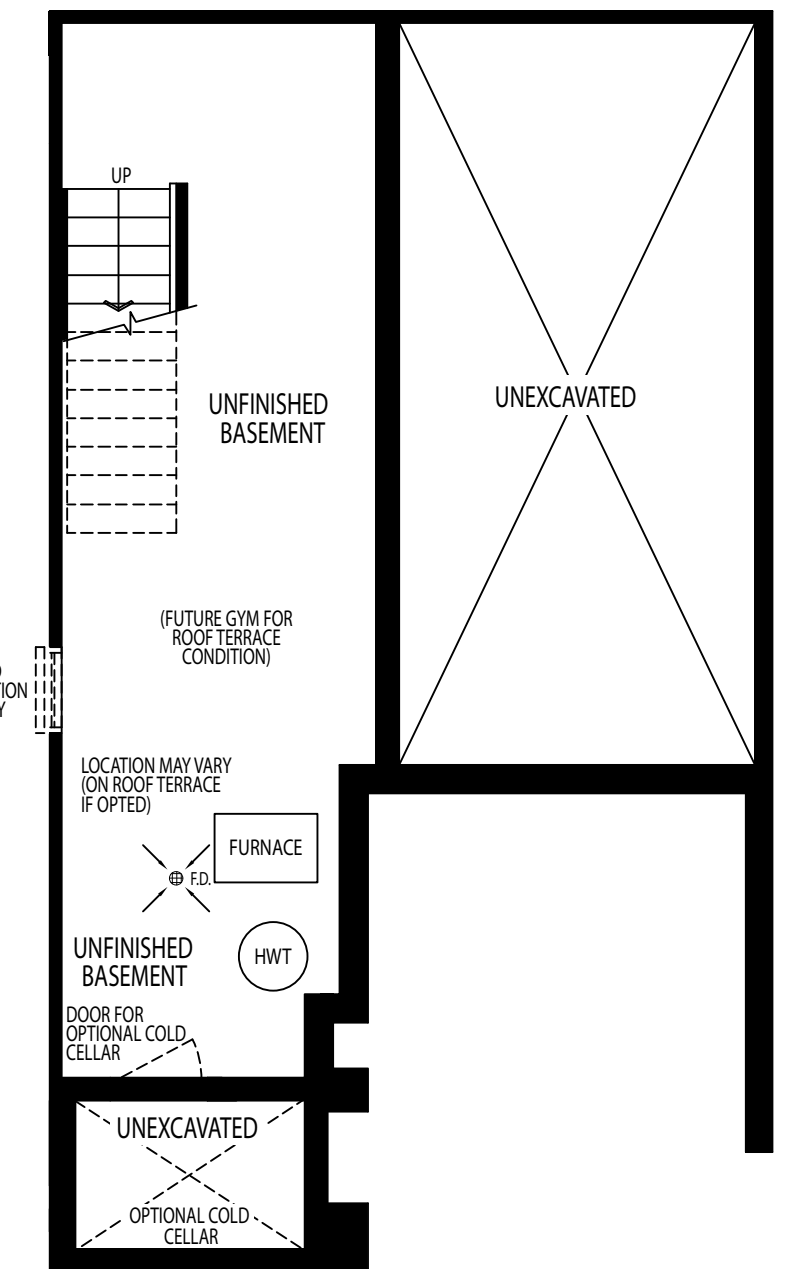 UP
UNFINISHED
BASEMENT
UNEXCAVATED
(FUTURE GYM FOR
ROOF TERRACE
CONDITION)
LOCATION MAY VARY
(ON ROOF TERRACE
IF OPTED)
FURNACE
F.D.
UNFINISHED
BASEMENT
HWT
DOOR FOR
OPTIONAL COLD
CELLAR
UNEXCAVATED
OPTIONAL COLD
CELLAR